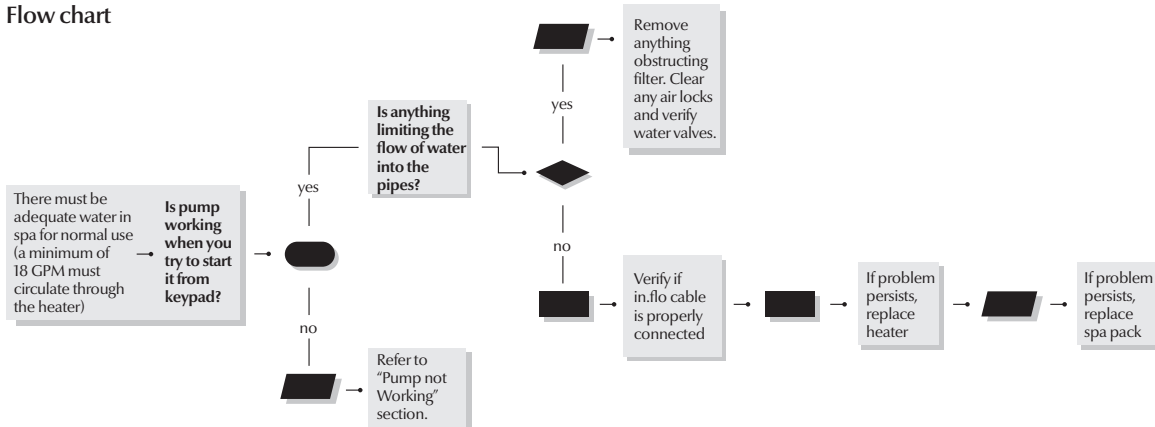 Flow chart
There must be
adequate water in
spa for normal use
(a minimum of
18 GPM must
circulate through
the heater)
Is pump
working
when you
try to start
it from
keypad?
yes
no
Is anything
limiting the
flow of water
into the
pipes?
Refer to
“Pump not
Working”
section.
yes
no
Remove
anything
obstructing
filter. Clear
any air locks
and verify
water valves.
Verify if
in.flo cable
is properly
connected
If problem
persists,
replace
heater
If problem
persists,
replace
spa pack